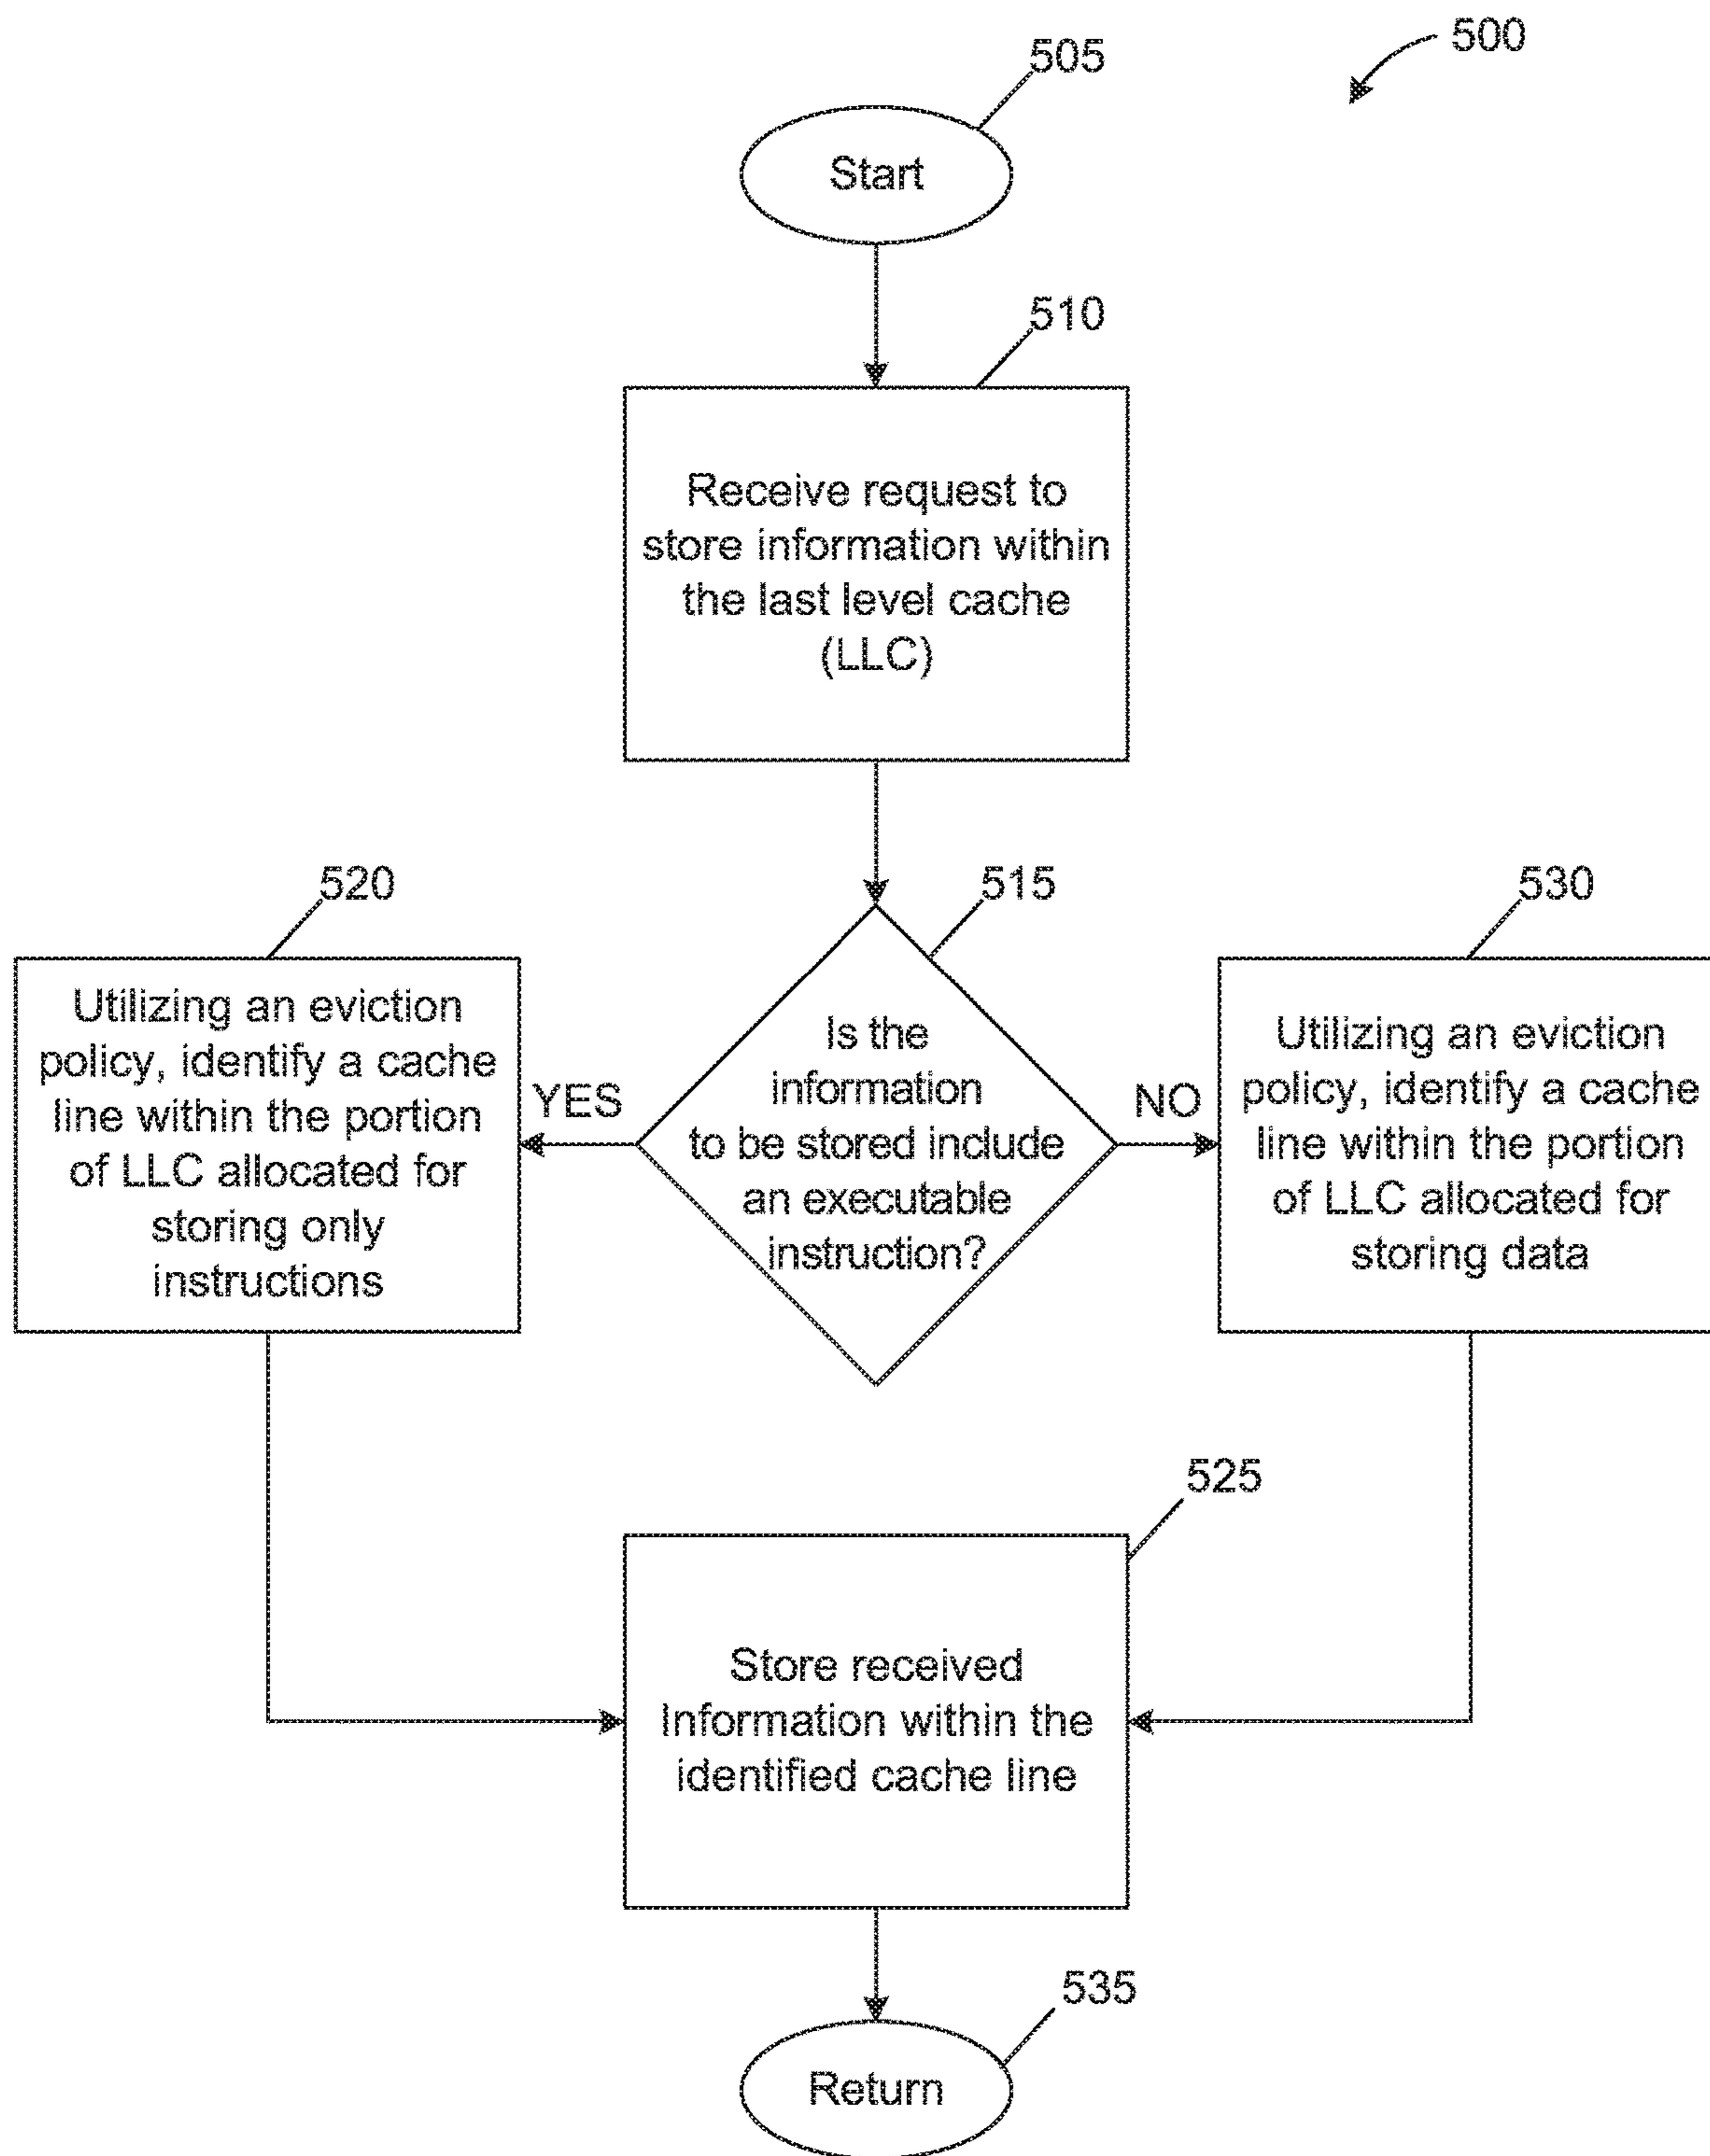 500
505
Start
510
Receive request to
store information within
the last level cache
(LLC)
520
Utilizing an eviction
policy, identify a cache
line within the portion
of LLC allocated for
storing only
instructions
YES
515
Is the
information
to be stored include
an executable
instruction?
NO
530
Utilizing an eviction
policy, identify a cache
line within the portion
of LLC allocated for
storing data
525
Store received
Information within the
identified cache line
535
Return